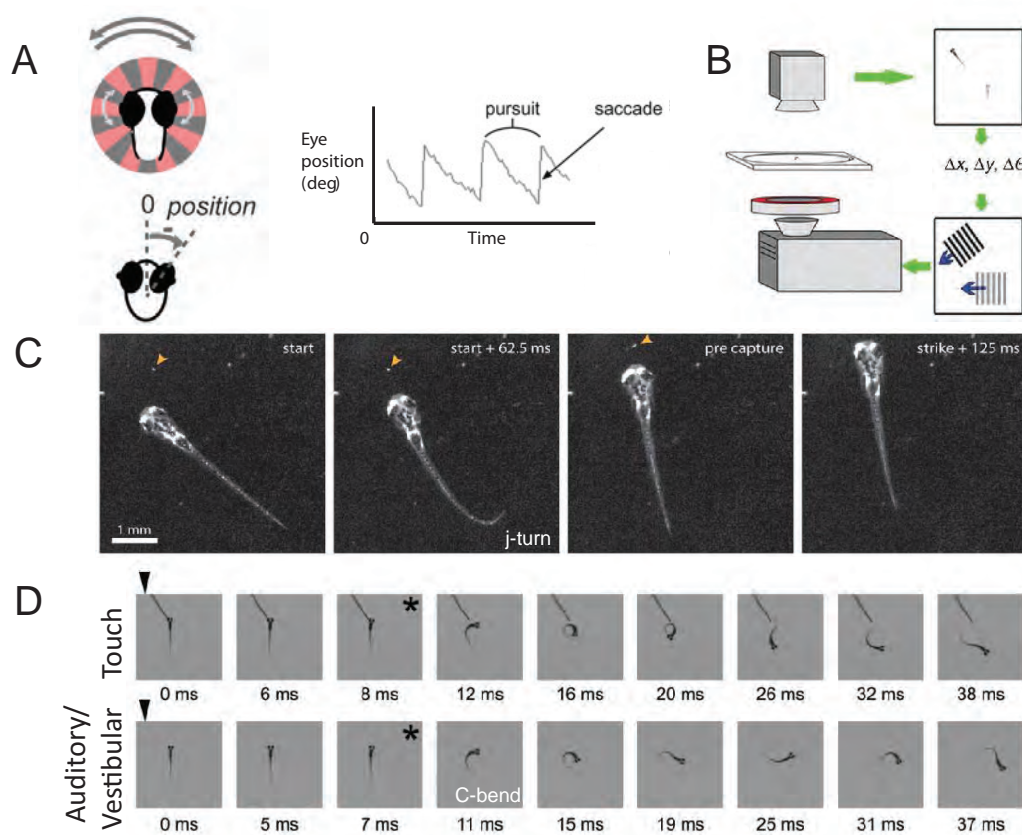 A
0
position
-
Eye
position
(deg)
pursuit
saccade
0
Time
B
Δx, Δy, Δθ
C
start
1 mm
start + 62.5 ms
j-turn
pre capture
strike + 125 ms
D
Touch
*
0 ms 6 ms 8 ms 12 ms 16 ms 20 ms 26 ms 32 ms 38 ms
Auditory/
Vestibular
*
C-bend
0 ms 5 ms 7 ms 11 ms 15 ms 19 ms 25 ms 31 ms 37 ms